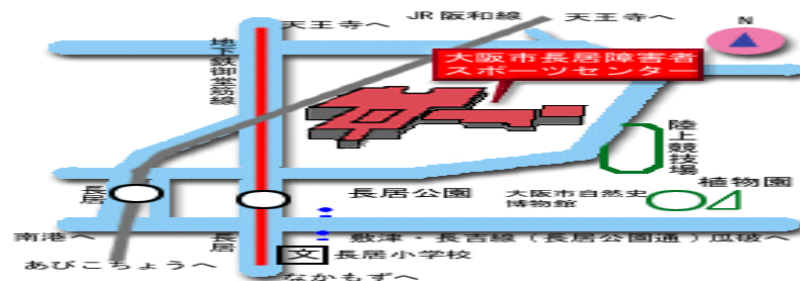 天王寺へ
JR阪和線
天王寺へ
N
地下鉄御堂筋線
大阪市長居障害者
スポーツセンター
陸上競技場
長居
長居公園
大阪市自然史
博物館
植物園
南港へ
長居
敷津・長吉線(長居公園通)瓜破へ
文
長居小学校
あびこちょうへ
なかもずへ